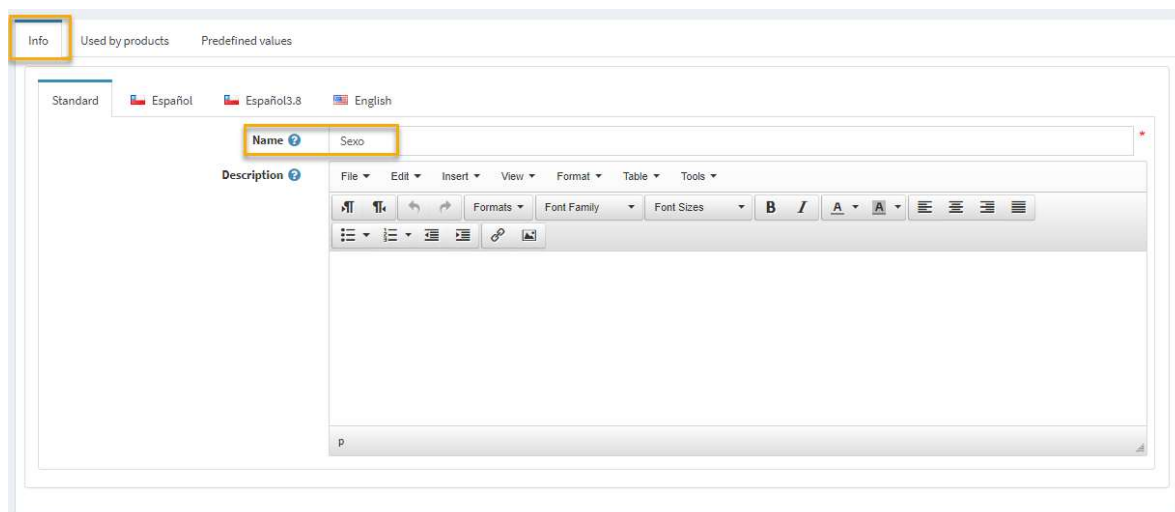 Info Used by products Predefined values
Standard Español Español3.8 English
Name Sexo *
Description File Edit Insert View Format Table Tools
Formats Font Family Font Sizes B I A A
p